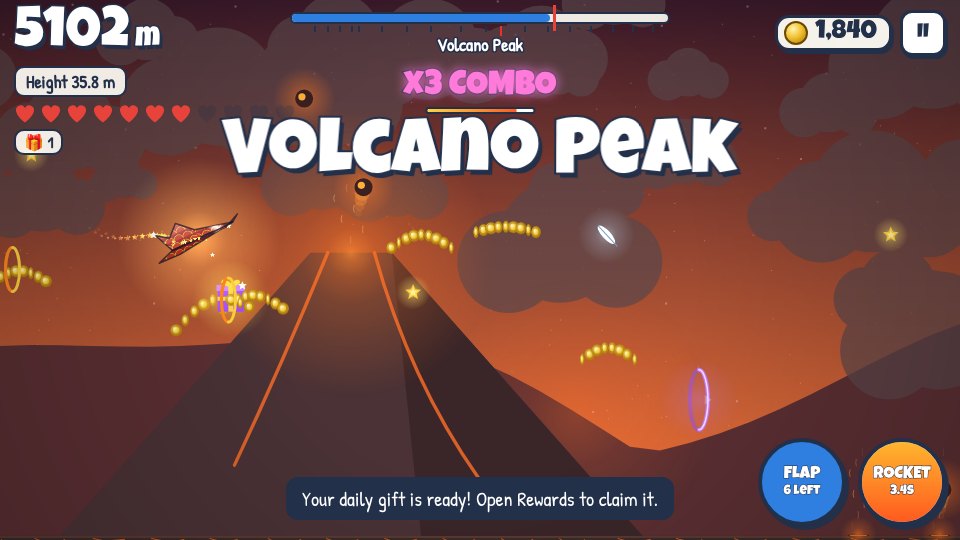 5102 m
Volcano Peak
1,840
Height 35.8 m
X3 COMBO
1
VOLCANO PEAK
FLAP
6 LEFT
ROCKET
3.4S
Your daily gift is ready! Open Rewards to claim it.